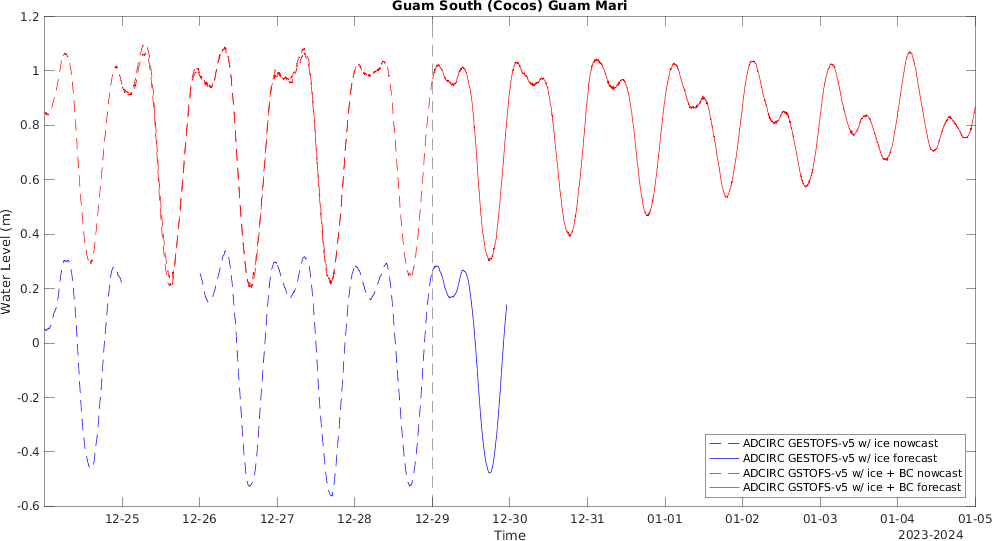 Guam South (Cocos) Guam Mari
1.2
1
0.8
0.6
0.4
0.2
0
-0.2
-0.4
-0.6
Water Level (m)
ADCIRC GESTOFS-v5 w/ ice nowcast
ADCIRC GESTOFS-v5 w/ ice forecast
ADCIRC GSTOFS-v5 w/ ice + BC nowcast
ADCIRC GSTOFS-v5 w/ ice + BC forecast
12-25 12-26 12-27 12-28 12-29 12-30 12-31 01-01 01-02 01-03 01-04 01-05
Time
2023-2024